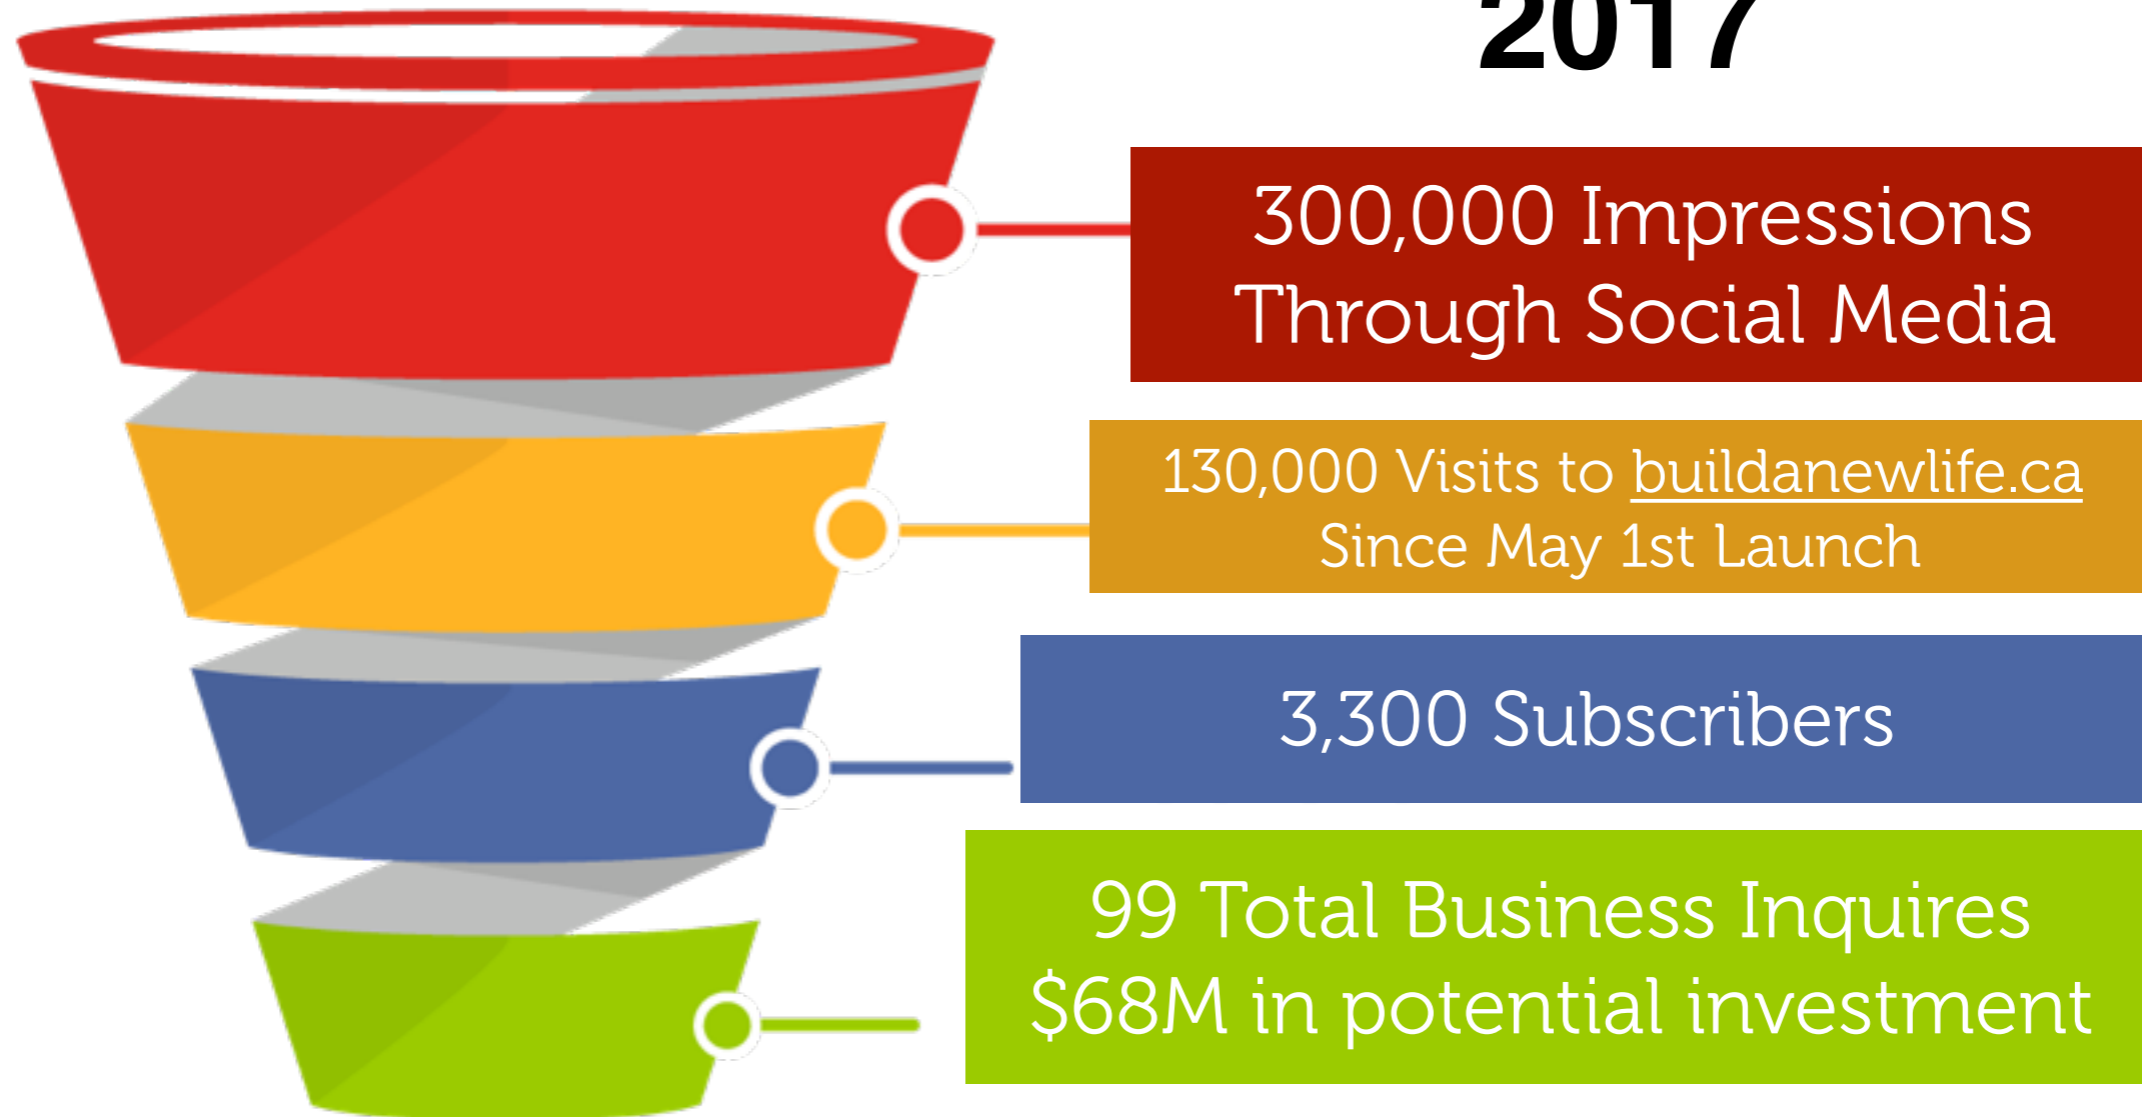 2017
300,000 Impressions
Through Social Media
130,000 Visits to buildanewlife.ca
Since May 1st Launch
3,300 Subscribers
99 Total Business Inquires
$68M in potential investment